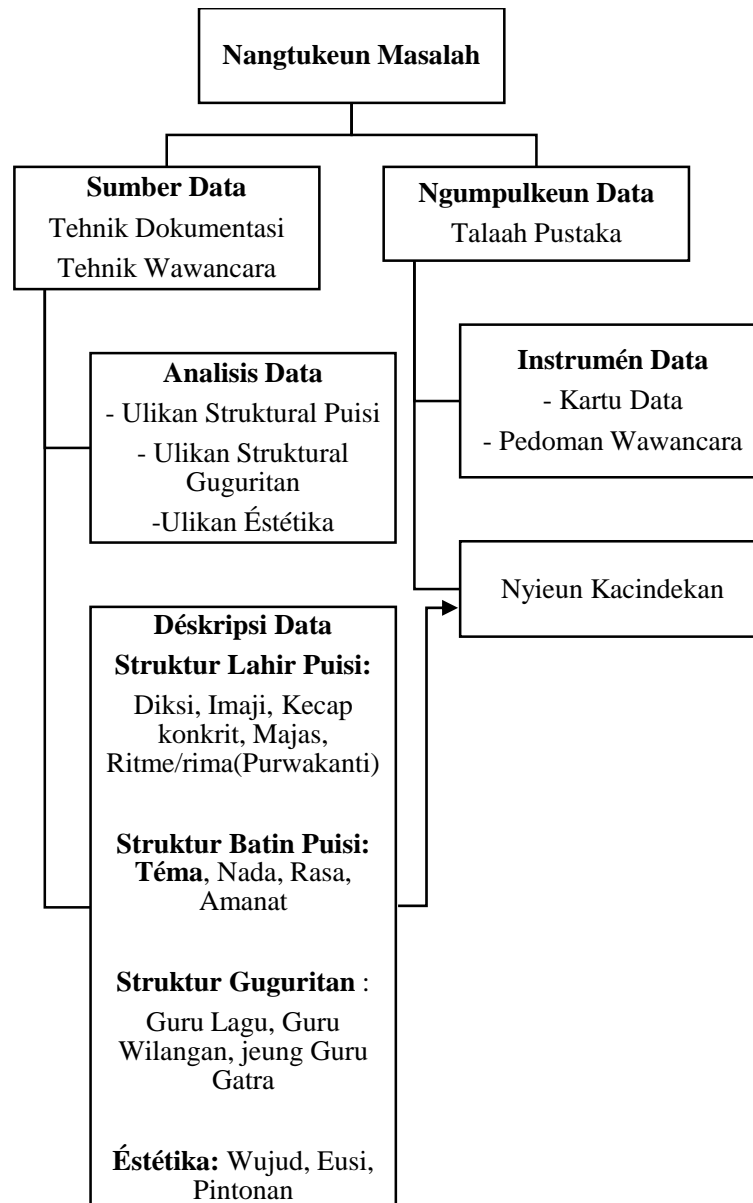 Nangtukeun Masalah
Sumber Data
Tehnik Dokumentasi
Tehnik Wawancara
Ngumpulkeun Data
Talaah Pustaka
Analisis Data
- Ulikan Struktural Puisi
- Ulikan Struktural
Guguritan
-Ulikan Éstétika
Instrumén Data
- Kartu Data
- Pedoman Wawancara
Nyieun Kacindekan
Déskripsi Data
Struktur Lahir Puisi:
Diksi, Imaji, Kecap
konkrit, Majas,
Ritme/rima(Purwakanti)
Struktur Batin Puisi:
Téma, Nada, Rasa,
Amanat
Struktur Guguritan :
Guru Lagu, Guru
Wilangan, jeung Guru
Gatra
Éstétika: Wujud, Eusi,
Pintonan